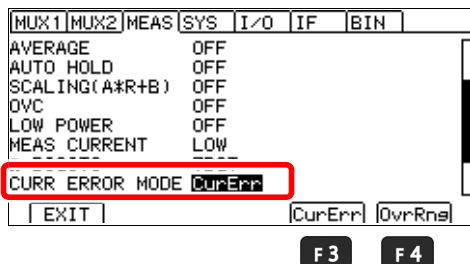 MUX1 MUX2 MEAS SYS I/O IF BIN
AVERAGE OFF
AUTO HOLD OFF
SCALING(A*R+B) OFF
OVC OFF
LOW POWER OFF
MEAS CURRENT LOW
CURR ERROR MODE CurErr
EXIT CurErr OvrRng
F3 F4